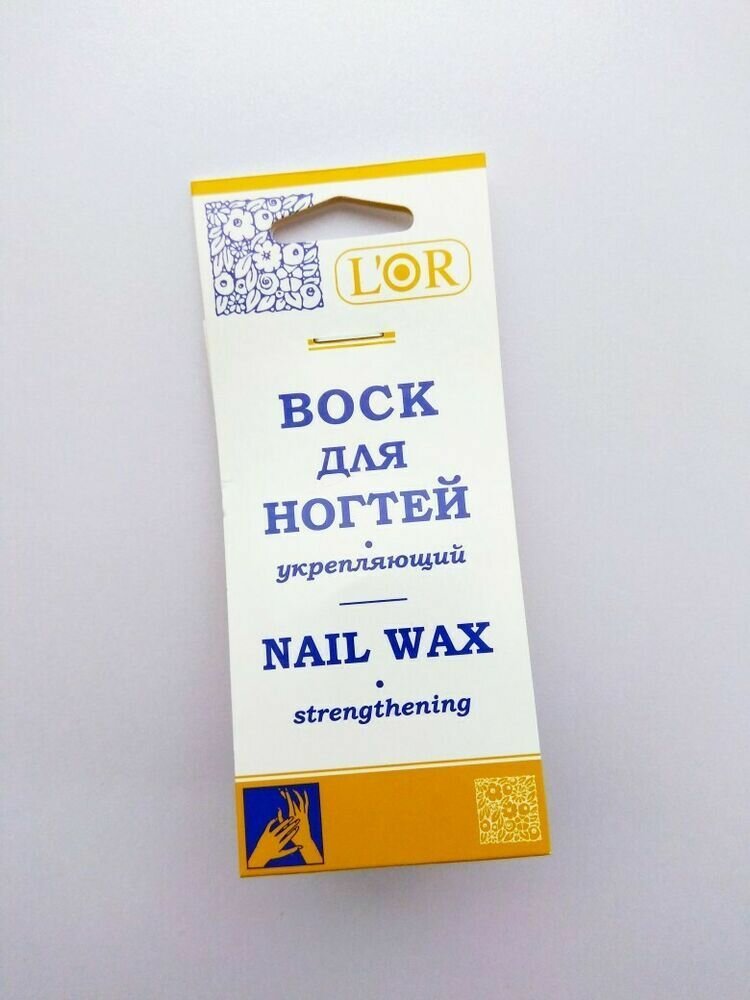 L'OR
ВОСК
ДЛЯ
НОГТЕЙ
•
укрепляющий
NAIL WAX
•
strengthening